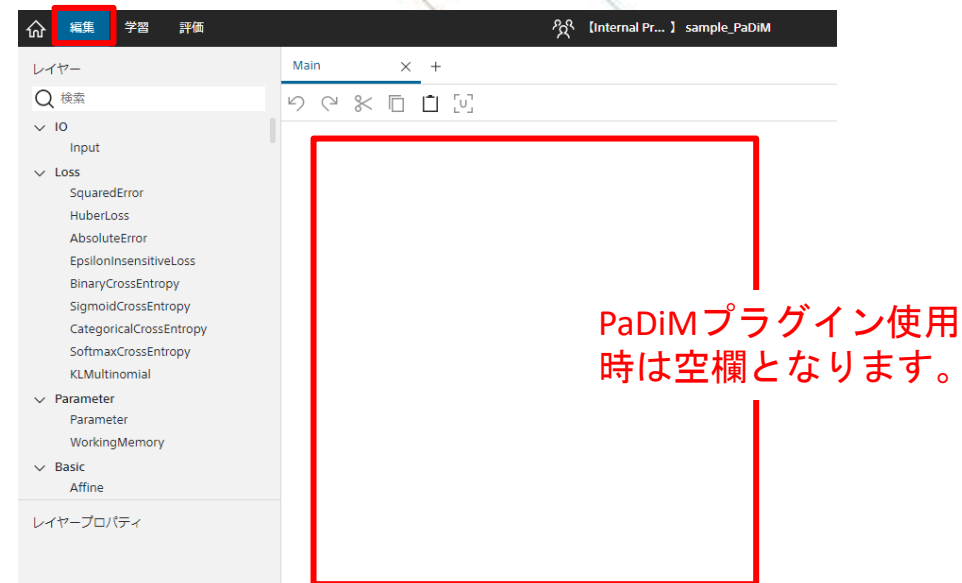 編集 学習 評価 【Internal Pr... 】 sample_PaDiM
レイヤー
Main × +
検索
IO
Input
Loss
SquaredError
HuberLoss
AbsoluteError
EpsilonInsensitiveLoss
BinaryCrossEntropy
SigmoidCrossEntropy
CategoricalCrossEntropy
SoftmaxCrossEntropy
KLMultinomial
Parameter
Parameter
WorkingMemory
Basic
Affine
レイヤープロパティ
PaDiMプラグイン使用
時は空欄となります。